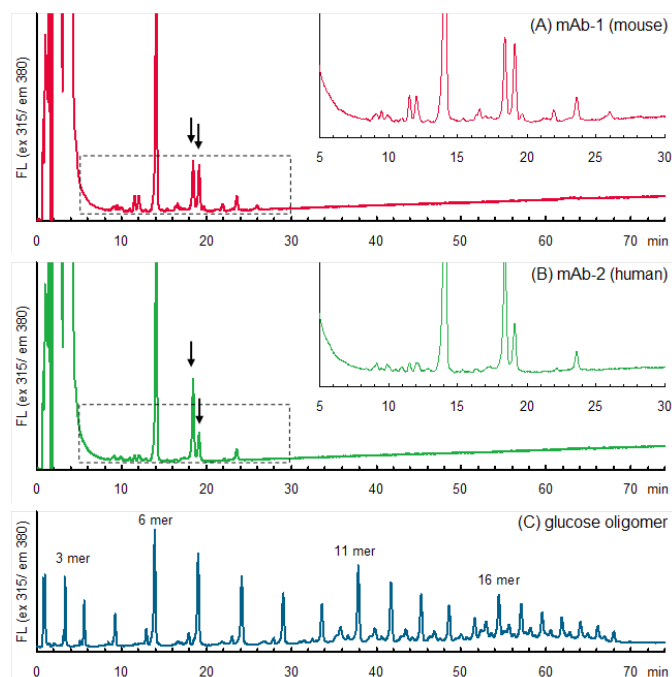 (A) mAb-1 (mouse)
FL (ex 315/ em 380)
5 10 15 20 25 30
0 10 20 30 40 50 60 70 min
(B) mAb-2 (human)
FL (ex 315/ em 380)
5 10 15 20 25 30
0 10 20 30 40 50 60 70 min
(C) glucose oligomer
FL (ex 315/ em 380)
3 mer
6 mer
11 mer
16 mer
0 10 20 30 40 50 60 70 min